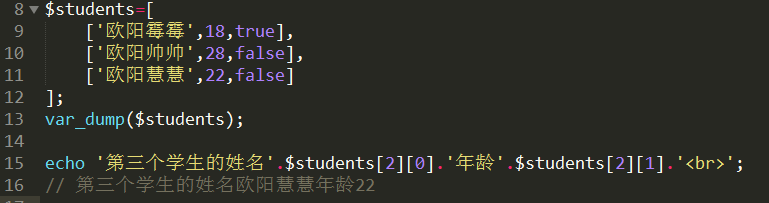 8 $students=[
9 ['欧阳霉霉',18,true],
10 ['欧阳帅帅',28,false],
11 ['欧阳慧慧',22,false]
12 ];
13 var_dump($students);
14
15 echo '第三个学生的姓名'.$students[2][0].'年龄'.$students[2][1].'<br>';
16 // 第三个学生的姓名欧阳慧慧年龄22